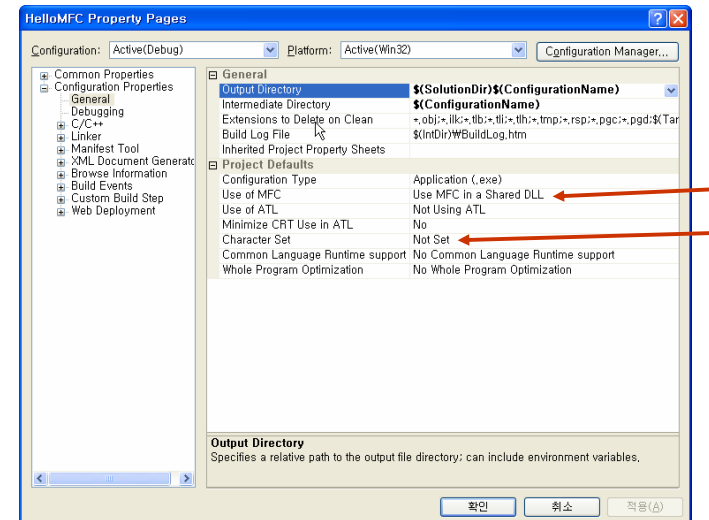 HelloMFC Property Pages
Configuration: Active(Debug) Platform: Active(Win32) Configuration Manager...
Common Properties
Configuration Properties
General
Debugging
C/C++
Linker
Manifest Tool
XML Document Generato
Browse Information
Build Events
Custom Build Step
Web Deployment
General
Output Directory $(SolutionDir)$(ConfigurationName)
Intermediate Directory $(ConfigurationName)
Extensions to Delete on Clean *,obj;*,ilk;*,tlb;*,tli;*,tlh;*,tmp;*,rsp;*,pgc;*,pgd;$(Tar
Build Log File $(IntDir)₩BuildLog,htm
Inherited Project Property Sheets
Project Defaults
Configuration Type Application (,exe)
Use of MFC Use MFC in a Shared DLL
Use of ATL Not Using ATL
Minimize CRT Use in ATL No
Character Set Not Set
Common Language Runtime support No Common Language Runtime support
Whole Program Optimization No Whole Program Optimization
Output Directory
Specifies a relative path to the output file directory; can include environment variables,
확인 취소 적용(A)